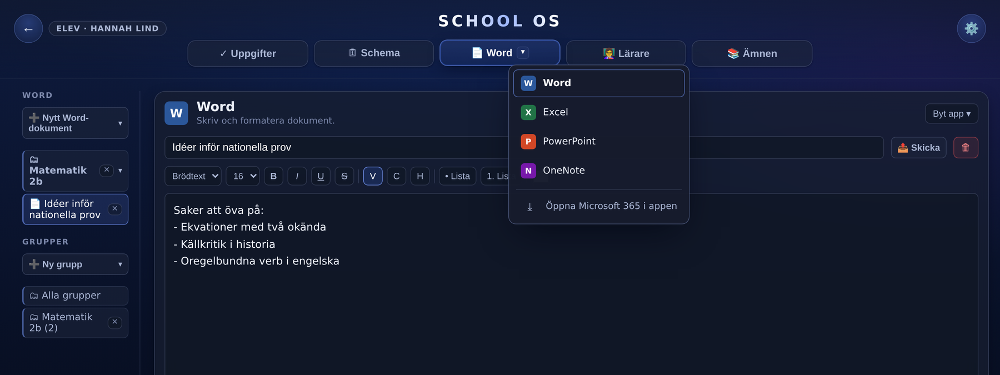 ←
ELEV · HANNAH LIND
SCHOOL OS
✓ Uppgifter
Schema
Word ▾
Lärare
Ämnen
W Word
X Excel
P PowerPoint
N OneNote
Öppna Microsoft 365 i appen
WORD
➕ Nytt Word-
dokument ▾
Matematik
2b ✕ ▾
Idéer inför
nationella prov ✕
GRUPPER
➕ Ny grupp ▾
Alla grupper
Matematik
2b (2) ✕
W Word
Skriv och formatera dokument.
Byt app ▾
Idéer inför nationella prov
Skicka
Brödtext 16 B I U S V C H • Lista 1. Lis
Saker att öva på:
- Ekvationer med två okända
- Källkritik i historia
- Oregelbundna verb i engelska